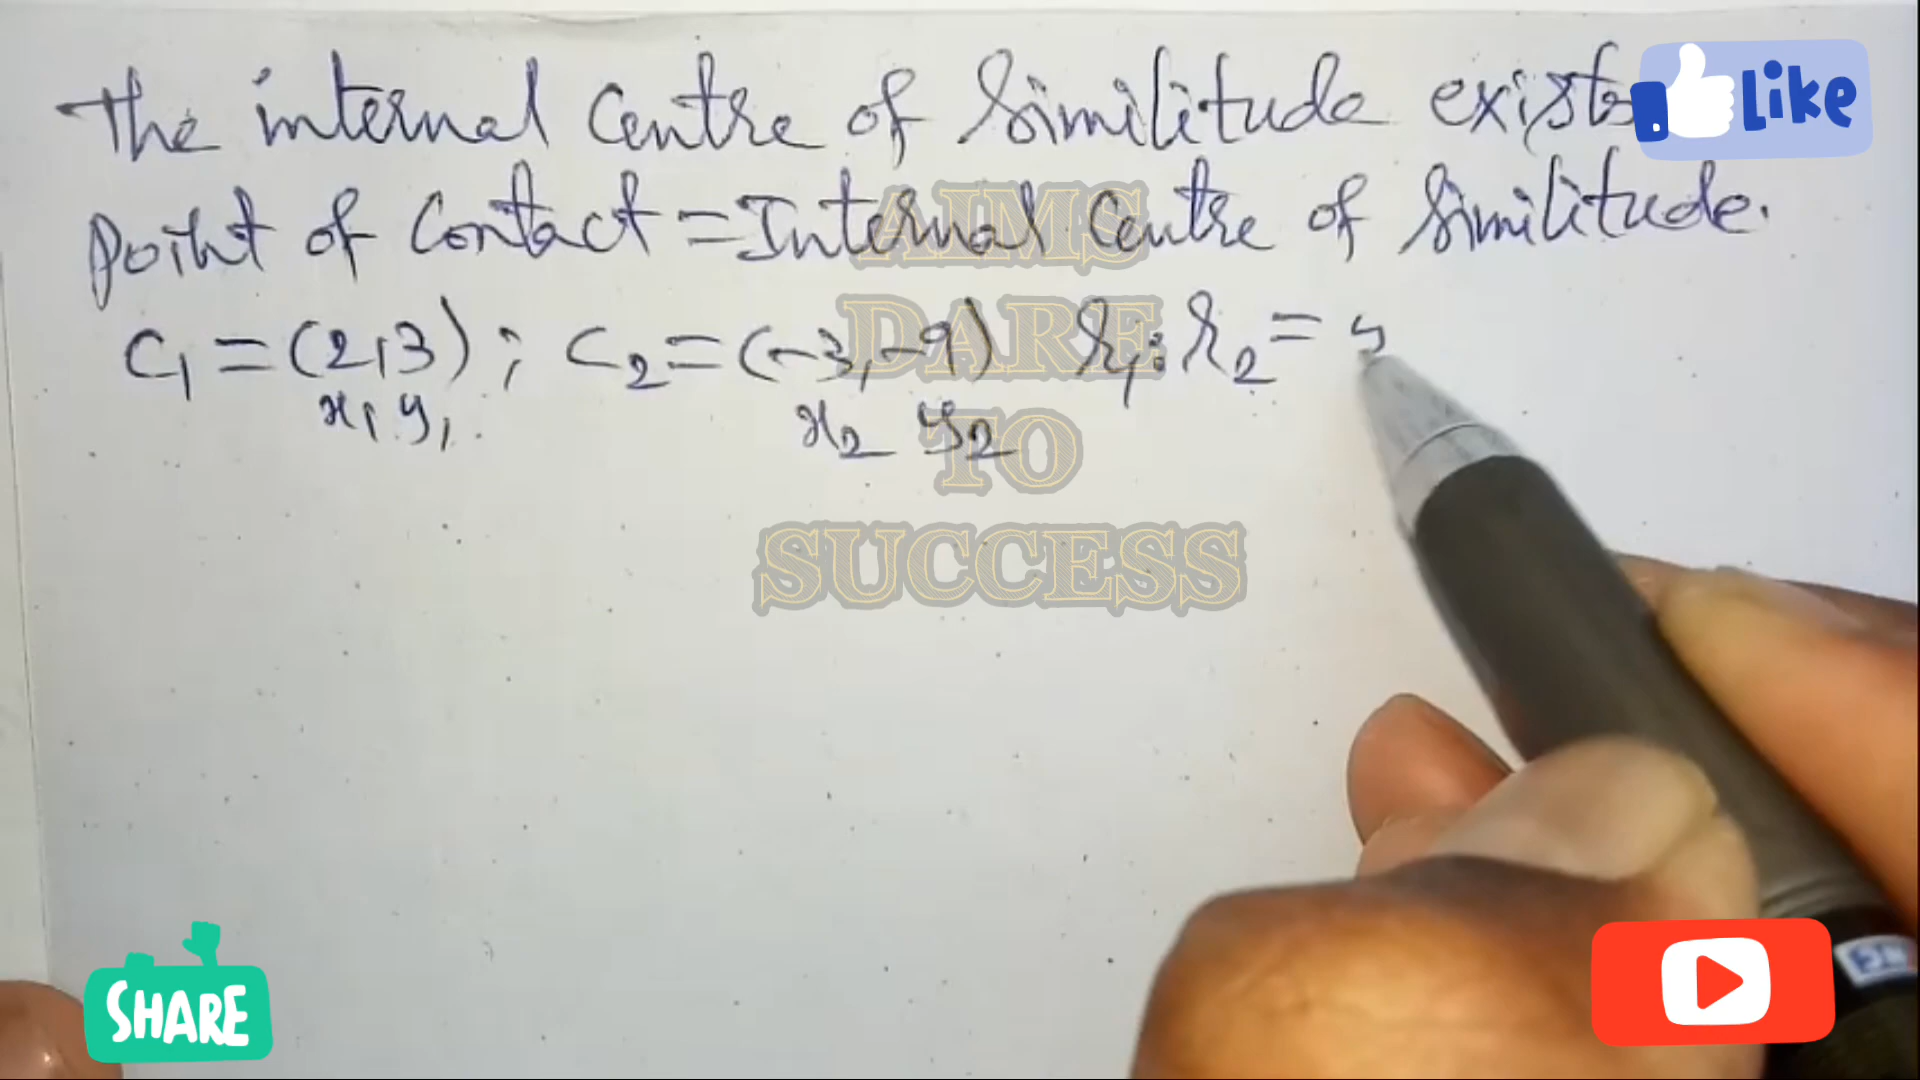 The internal centre of similitude exists
Like
point of contact = Internal centre of similitude.
C₁ = (2,3) ; C₂ = (-3,-9) r₁:r₂ = 5
x₁ y₁ x₂ y₂
AIMS
DARE
TO
SUCCESS
SHARE